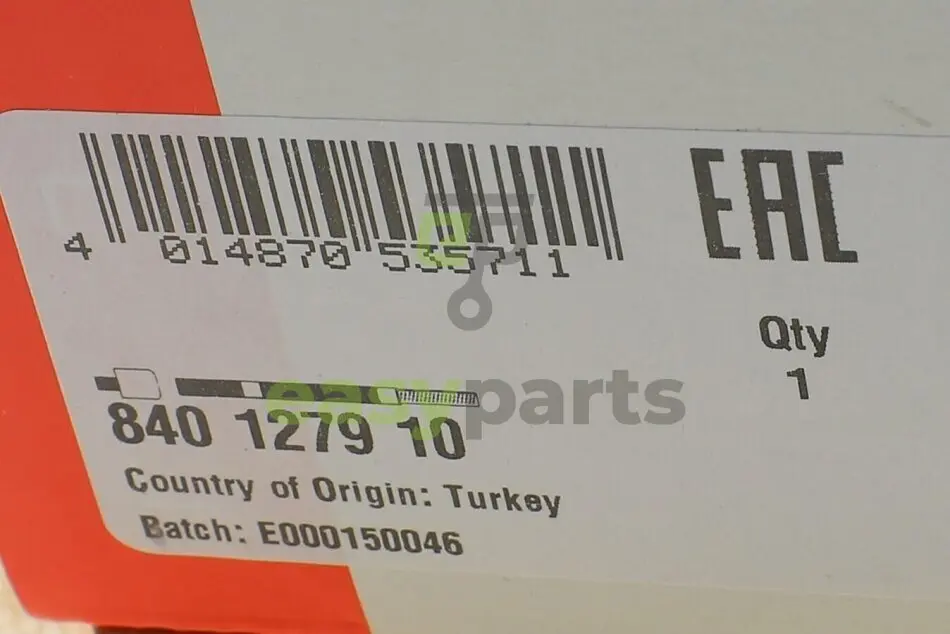 EAC
4 014870 535711
Qty
1
easyparts
840 1279 10
Country of Origin: Turkey
Batch: E000150046